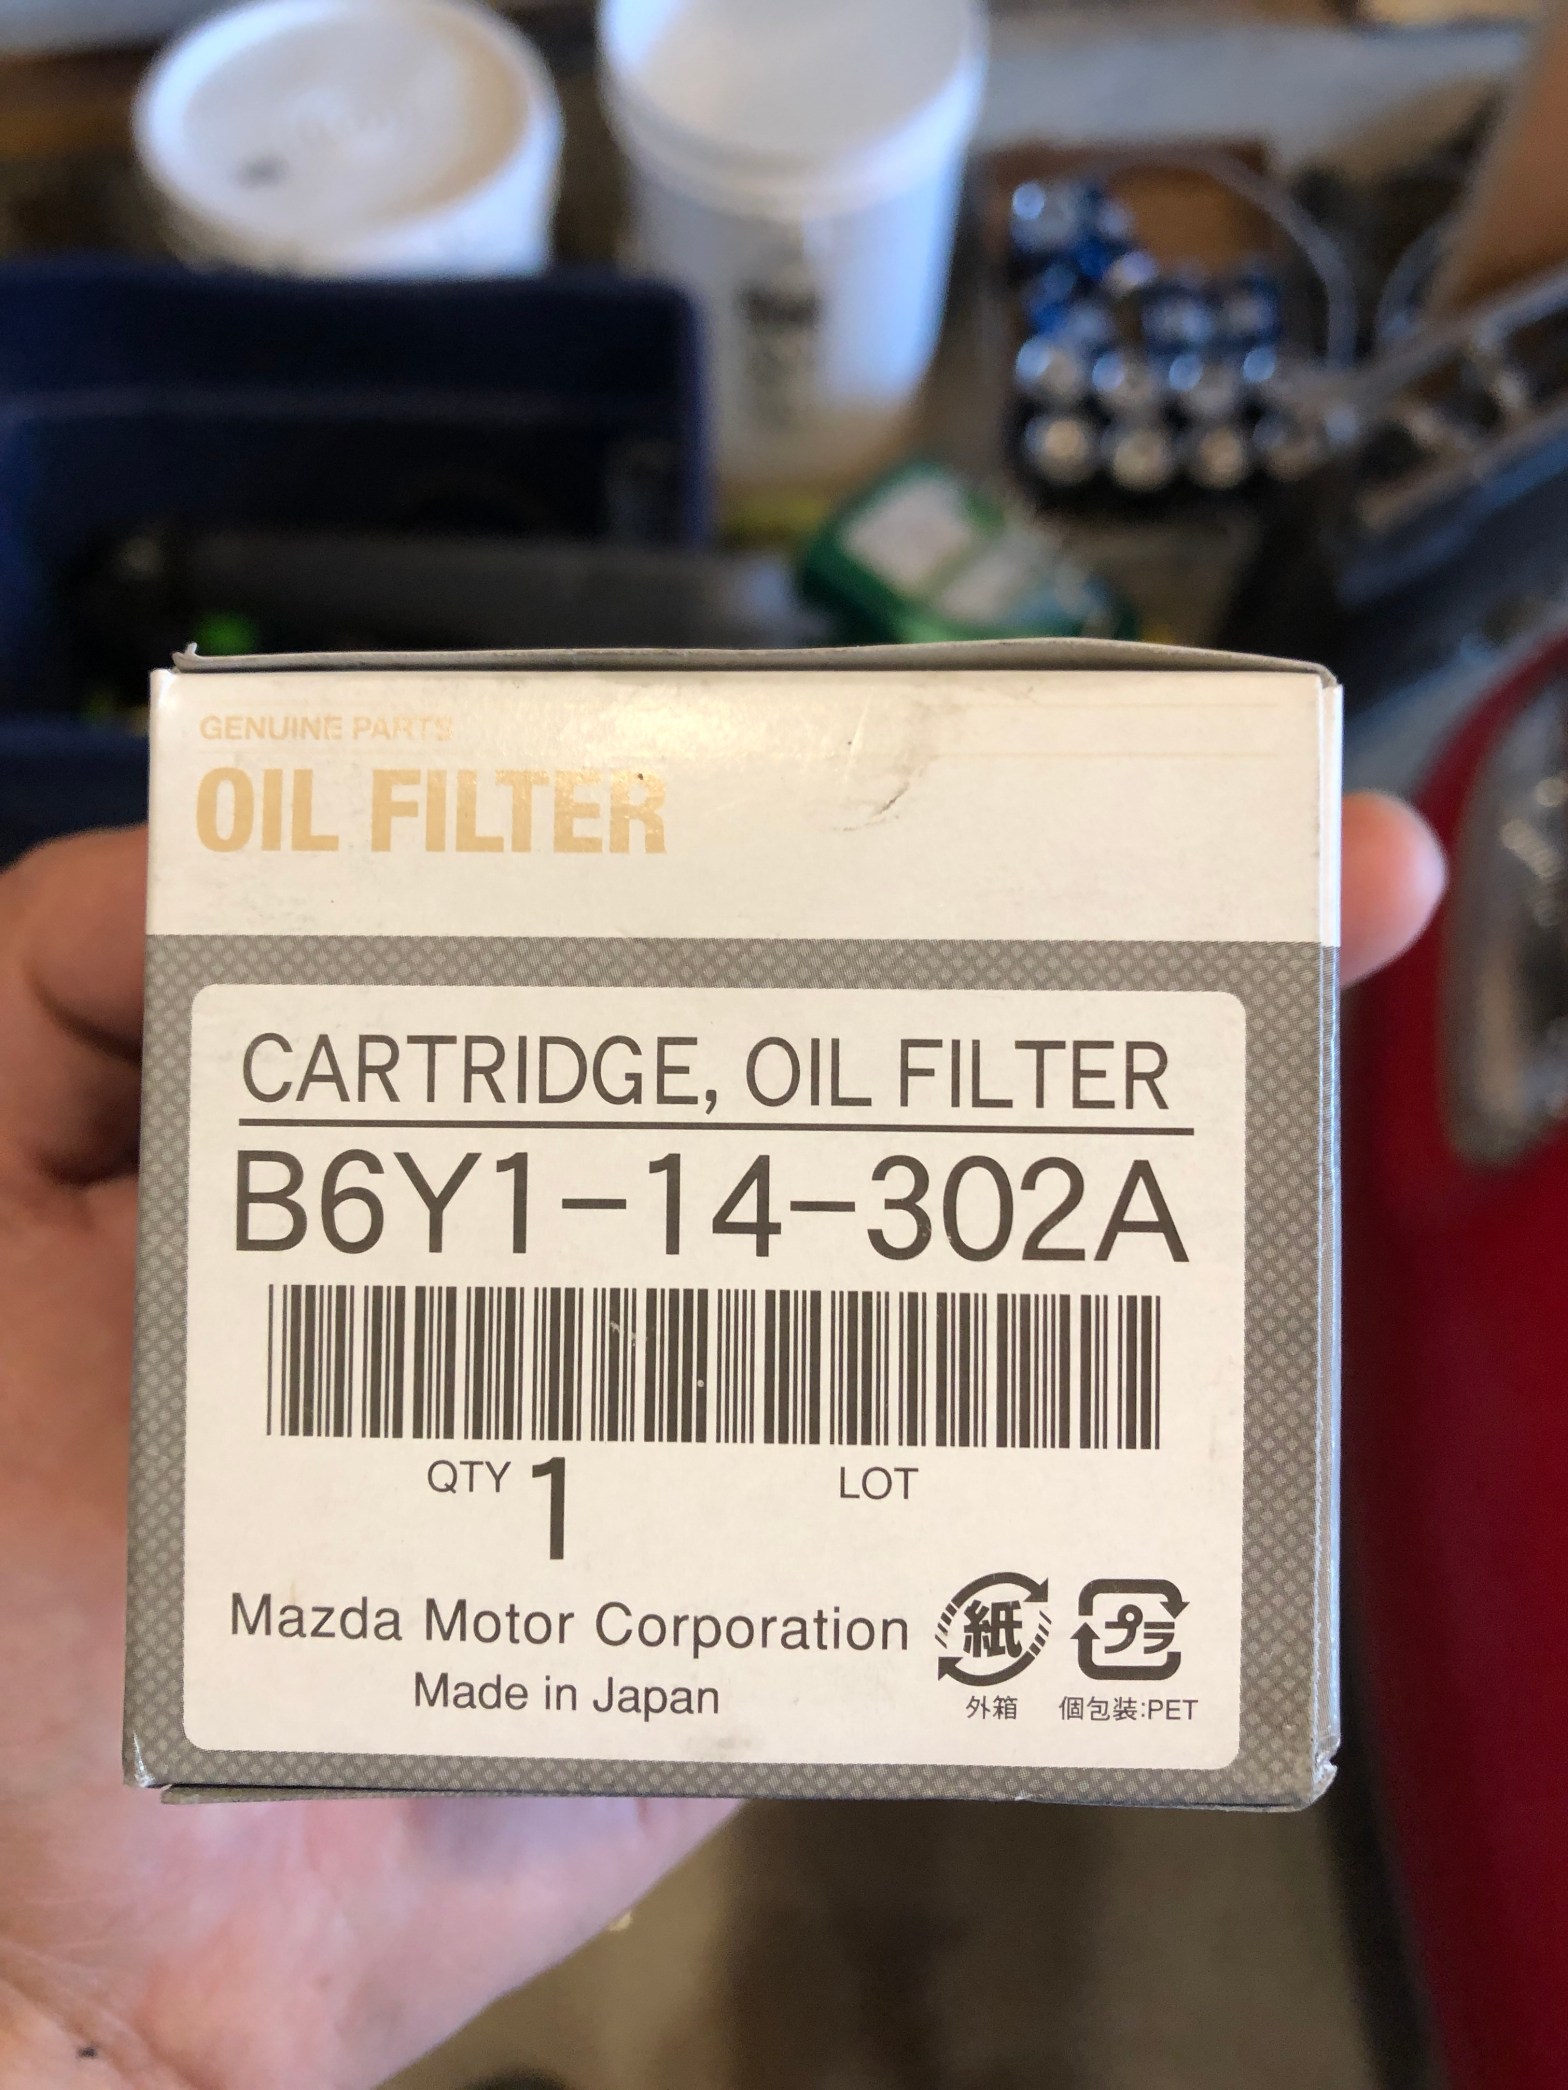 GENUINE PARTS
OIL FILTER
CARTRIDGE, OIL FILTER
B6Y1-14-302A
QTY 1 LOT
Mazda Motor Corporation
Made in Japan
紙 プラ
外箱 個包装:PET